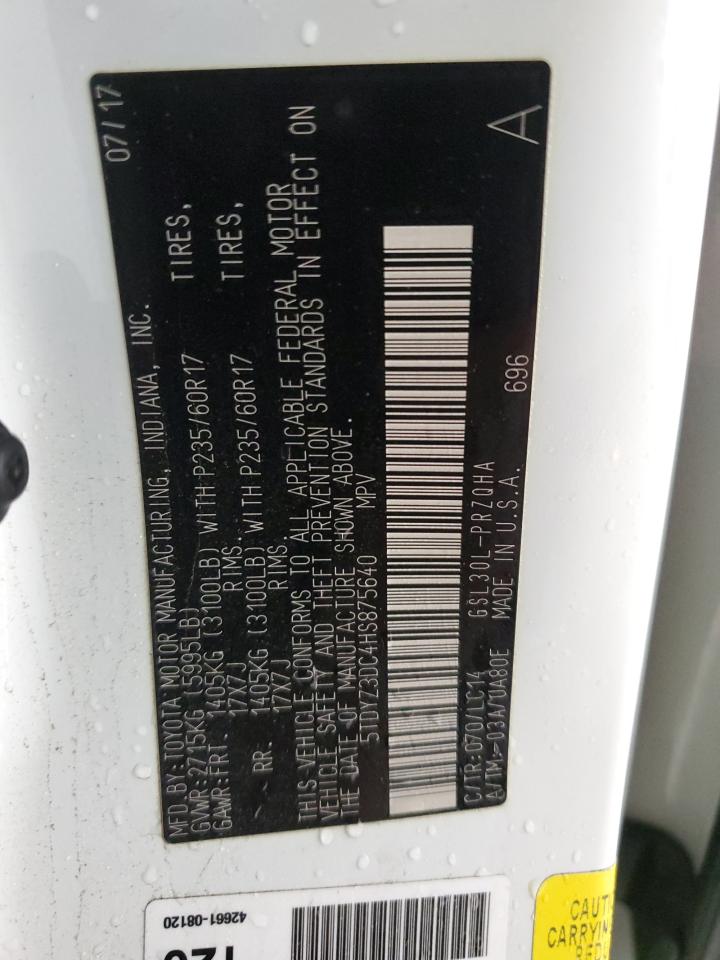 MFD.BY:TOYOTA MOTOR MANUFACTURING, INDIANA, INC. 07/17
GVWR:2715KG (5995LB)
GAWR:FRT. 1405KG (3100LB) WITH P235/60R17 TIRES,
17X7J RIMS
RR. 1405KG (3100LB) WITH P235/60R17 TIRES,
17X7J RIMS
THIS VEHICLE CONFORMS TO ALL APPLICABLE FEDERAL MOTOR
VEHICLE SAFETY AND THEFT PREVENTION STANDARDS IN EFFECT ON
THE DATE OF MANUFACTURE SHOWN ABOVE.
5TDYZ3DC4HS875640 MPV
C/TR:070/LC14 GSL30L-PRZQHA
A/TM:-03A/UA80E MADE IN U.S.A. 696
A
42661-08120
CAUT
CARRYIN